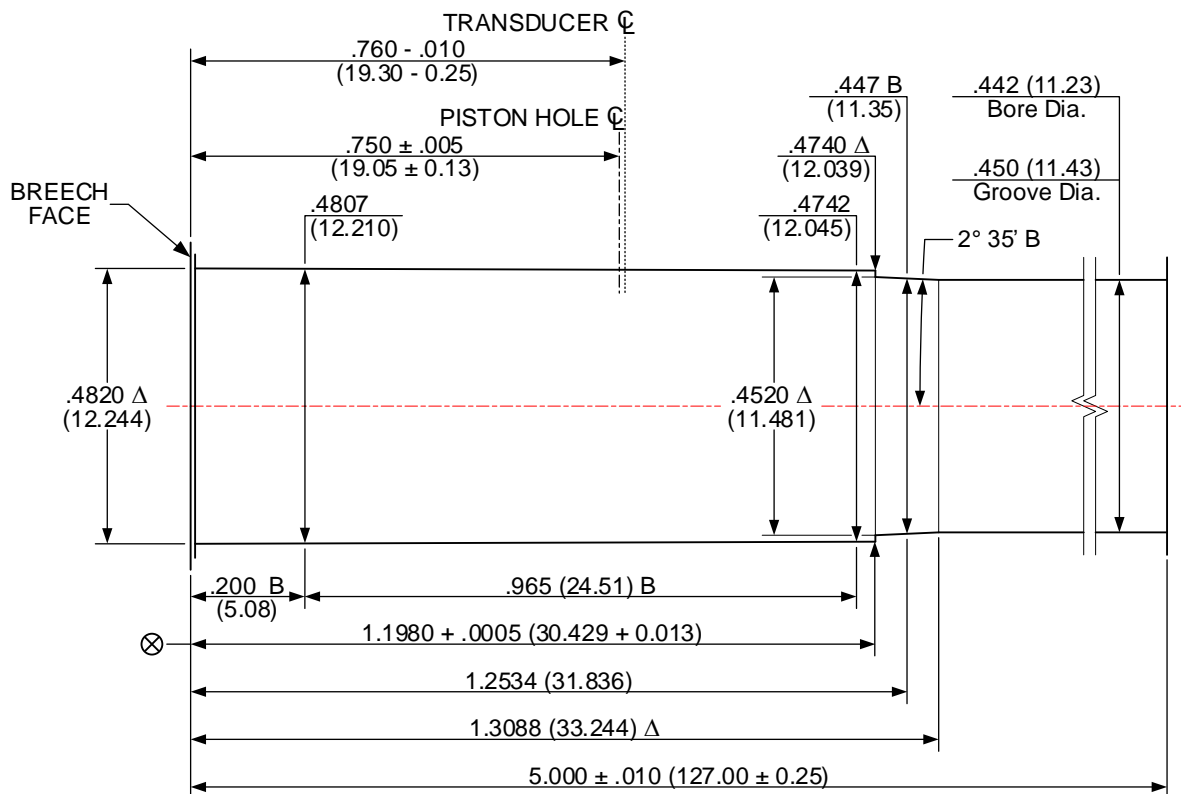 TRANSDUCER ℄
.760 - .010
(19.30 - 0.25)
PISTON HOLE ℄
.750 ± .005
(19.05 ± 0.13)
.447 B
(11.35)
.442 (11.23)
Bore Dia.
.4740 Δ
(12.039)
.450 (11.43)
Groove Dia.
BREECH
FACE
.4807
(12.210)
.4742
(12.045)
2° 35' B
.4820 Δ
(12.244)
.4520 Δ
(11.481)
.200 B
(5.08)
.965 (24.51) B
⊗
1.1980 + .0005 (30.429 + 0.013)
1.2534 (31.836)
1.3088 (33.244) Δ
5.000 ± .010 (127.00 ± 0.25)